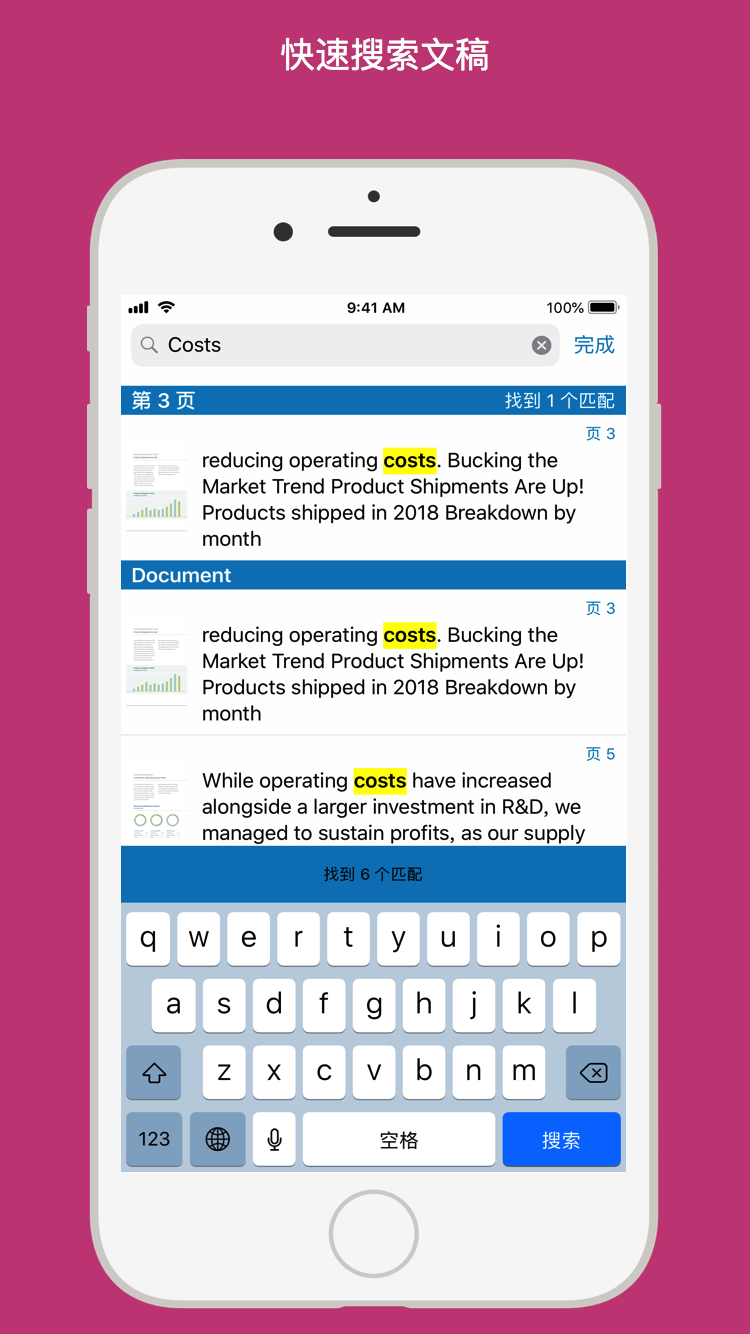 快速搜索文稿
9:41 AM
100%
Costs
完成
第 3 页
找到 1 个匹配
页 3
reducing operating costs. Bucking the
Market Trend Product Shipments Are Up!
Products shipped in 2018 Breakdown by
month
Document
页 3
reducing operating costs. Bucking the
Market Trend Product Shipments Are Up!
Products shipped in 2018 Breakdown by
month
页 5
While operating costs have increased
alongside a larger investment in R&D, we
managed to sustain profits, as our supply
找到 6 个匹配
q w e r t y u i o p
a s d f g h j k l
z x c v b n m
123
空格
搜索